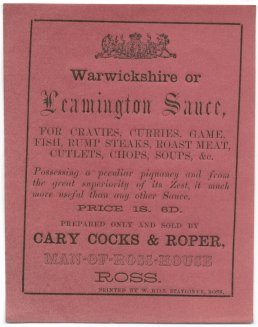 Warwickshire or
Leamington Sauce,
FOR CRAVIES, CURRIES, GAME,
FISH, RUMP STEAKS, ROAST MEAT,
CUTLETS, CHOPS, SOUPS, &c.
Possessing a peculiar piquancy and from
the great superiority of its Zest, it much
more useful than any other Sauce.
PRICE 1S. 6D.
PREPARED ONLY AND SOLD BY
CARY COCKS & ROPER,
MAN-OF-ROSS-HOUSE
ROSS.
PRINTED BY W. HILL STATIONER, ROSS.